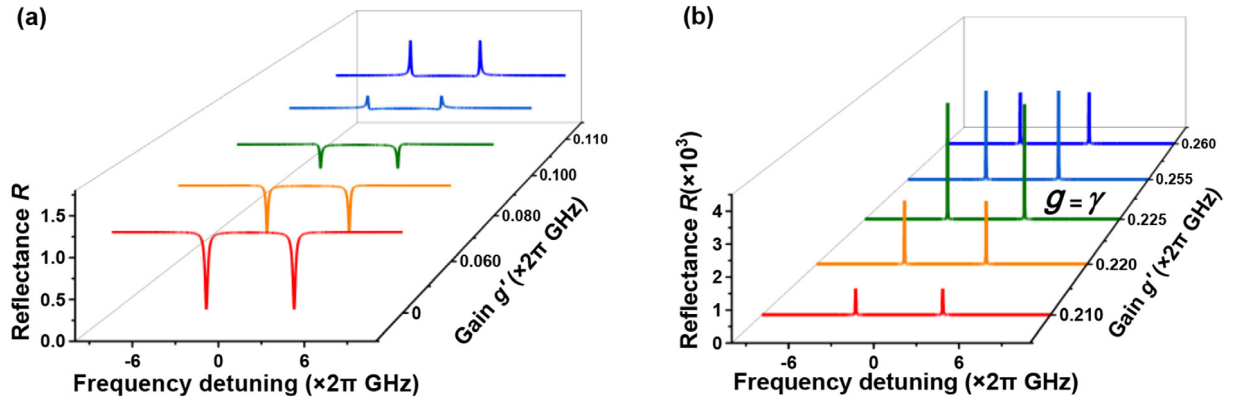 (a)
Reflectance R
1.5
1.0
0.5
0.0
-6
0
6
Frequency detuning (×2π GHz)
0
0.060
0.080
0.100
0.110
Gain g′ (×2π GHz)
(b)
Reflectance R(×10³)
4
3
2
1
0
-6
0
6
Frequency detuning (×2π GHz)
0.210
0.220
0.225
0.255
0.260
Gain g′ (×2π GHz)
g = γ